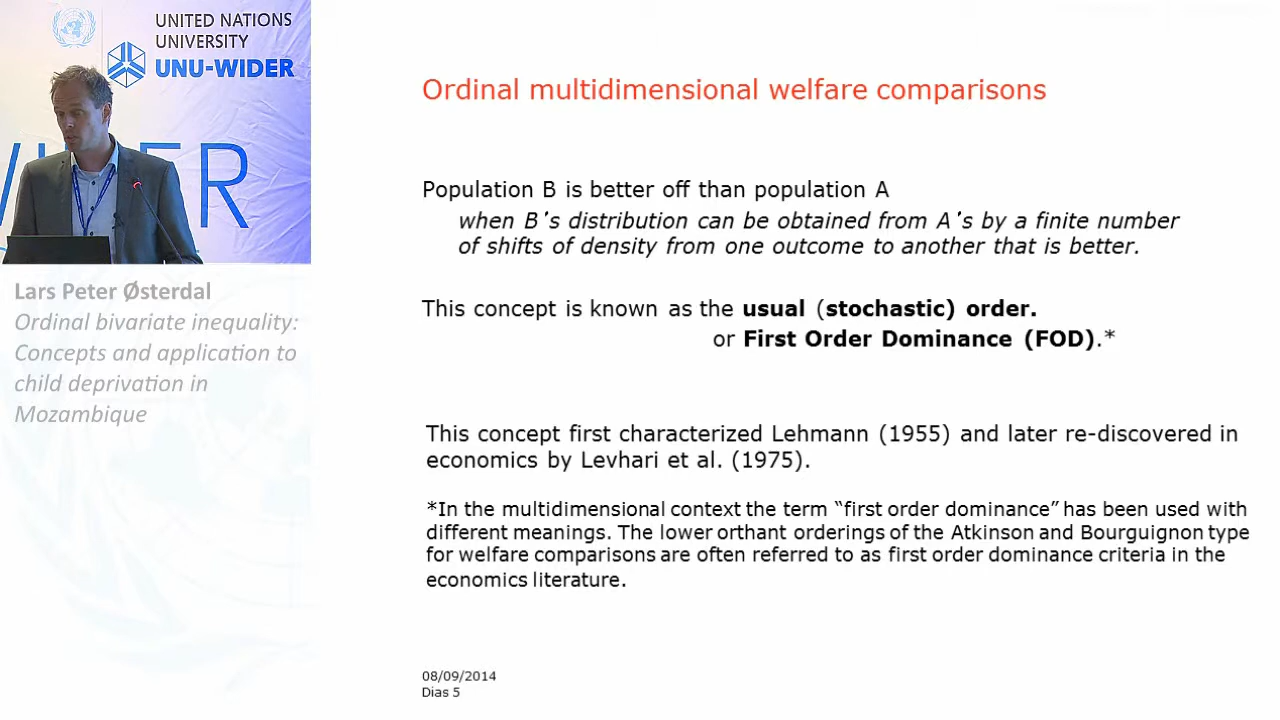 UNITED NATIONS
UNIVERSITY
UNU-WIDER
Lars Peter Østerdal
Ordinal bivariate inequality:
Concepts and application to
child deprivation in
Mozambique
Ordinal multidimensional welfare comparisons
Population B is better off than population A
when B's distribution can be obtained from A's by a finite number
of shifts of density from one outcome to another that is better.
This concept is known as the usual (stochastic) order.
or First Order Dominance (FOD).*
This concept first characterized Lehmann (1955) and later re-discovered in
economics by Levhari et al. (1975).
*In the multidimensional context the term “first order dominance” has been used with
different meanings. The lower orthant orderings of the Atkinson and Bourguignon type
for welfare comparisons are often referred to as first order dominance criteria in the
economics literature.
08/09/2014
Dias 5